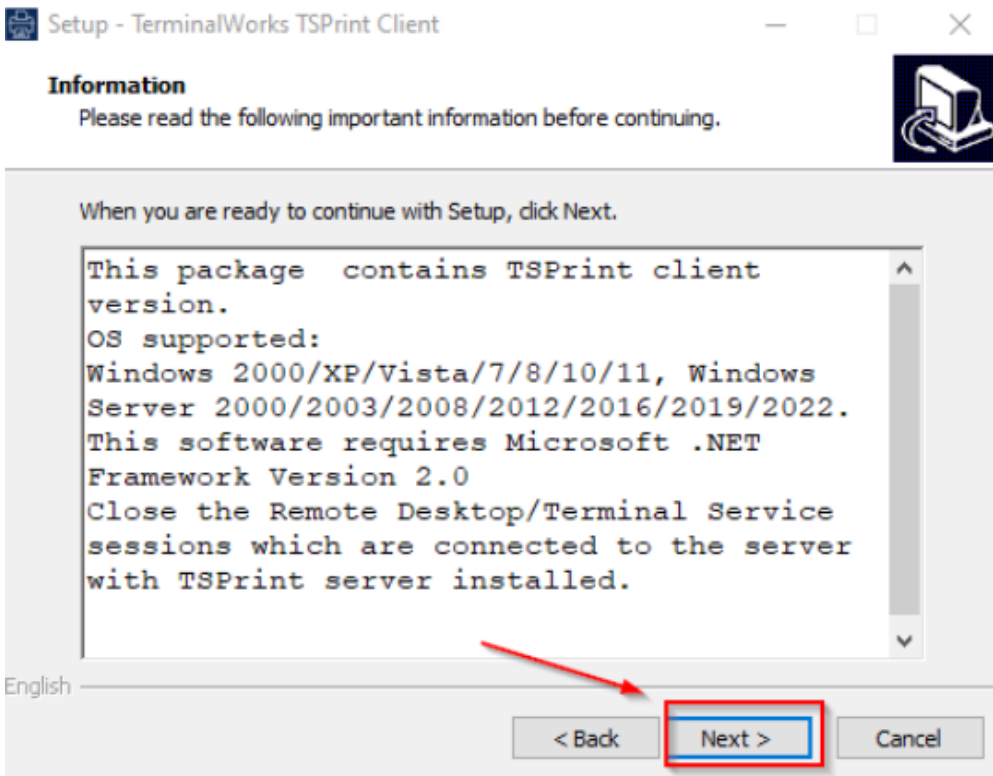 Setup - TerminalWorks TSPrint Client
Information
Please read the following important information before continuing.
When you are ready to continue with Setup, click Next.
This package  contains TSPrint client
version.
OS supported:
Windows 2000/XP/Vista/7/8/10/11, Windows
Server 2000/2003/2008/2012/2016/2019/2022.
This software requires Microsoft .NET
Framework Version 2.0
Close the Remote Desktop/Terminal Service
sessions which are connected to the server
with TSPrint server installed.
English
< Back Next > Cancel